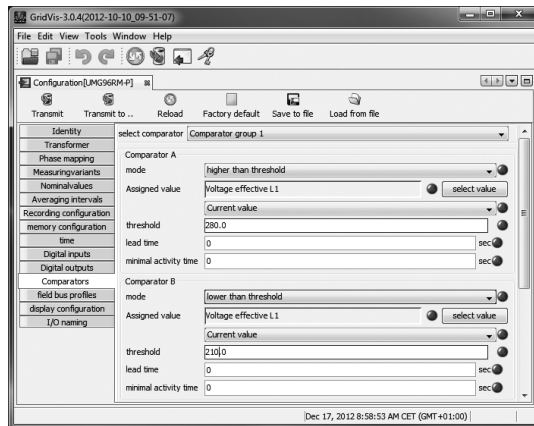 GridVis-3.0.4(2012-10-10_09-51-07)
File Edit View Tools Window Help
Configuration[UMG96RM-P]
Transmit Transmit to .. Reload Factory default Save to file Load from file
Identity
Transformer
Phase mapping
Measuringvariants
Nominalvalues
Averaging intervals
Recording configuration
memory configuration
time
Digital inputs
Digital outputs
Comparators
field bus profiles
display configuration
I/O naming
select comparator Comparator group 1
Comparator A
mode higher than threshold
Assigned value Voltage effective L1 select value
Current value
threshold 280.0
lead time 0 sec
minimal activity time 0 sec
Comparator B
mode lower than threshold
Assigned value Voltage effective L1 select value
Current value
threshold 210.0
lead time 0 sec
minimal activity time 0 sec
Dec 17, 2012 8:58:53 AM CET (GMT+01:00)